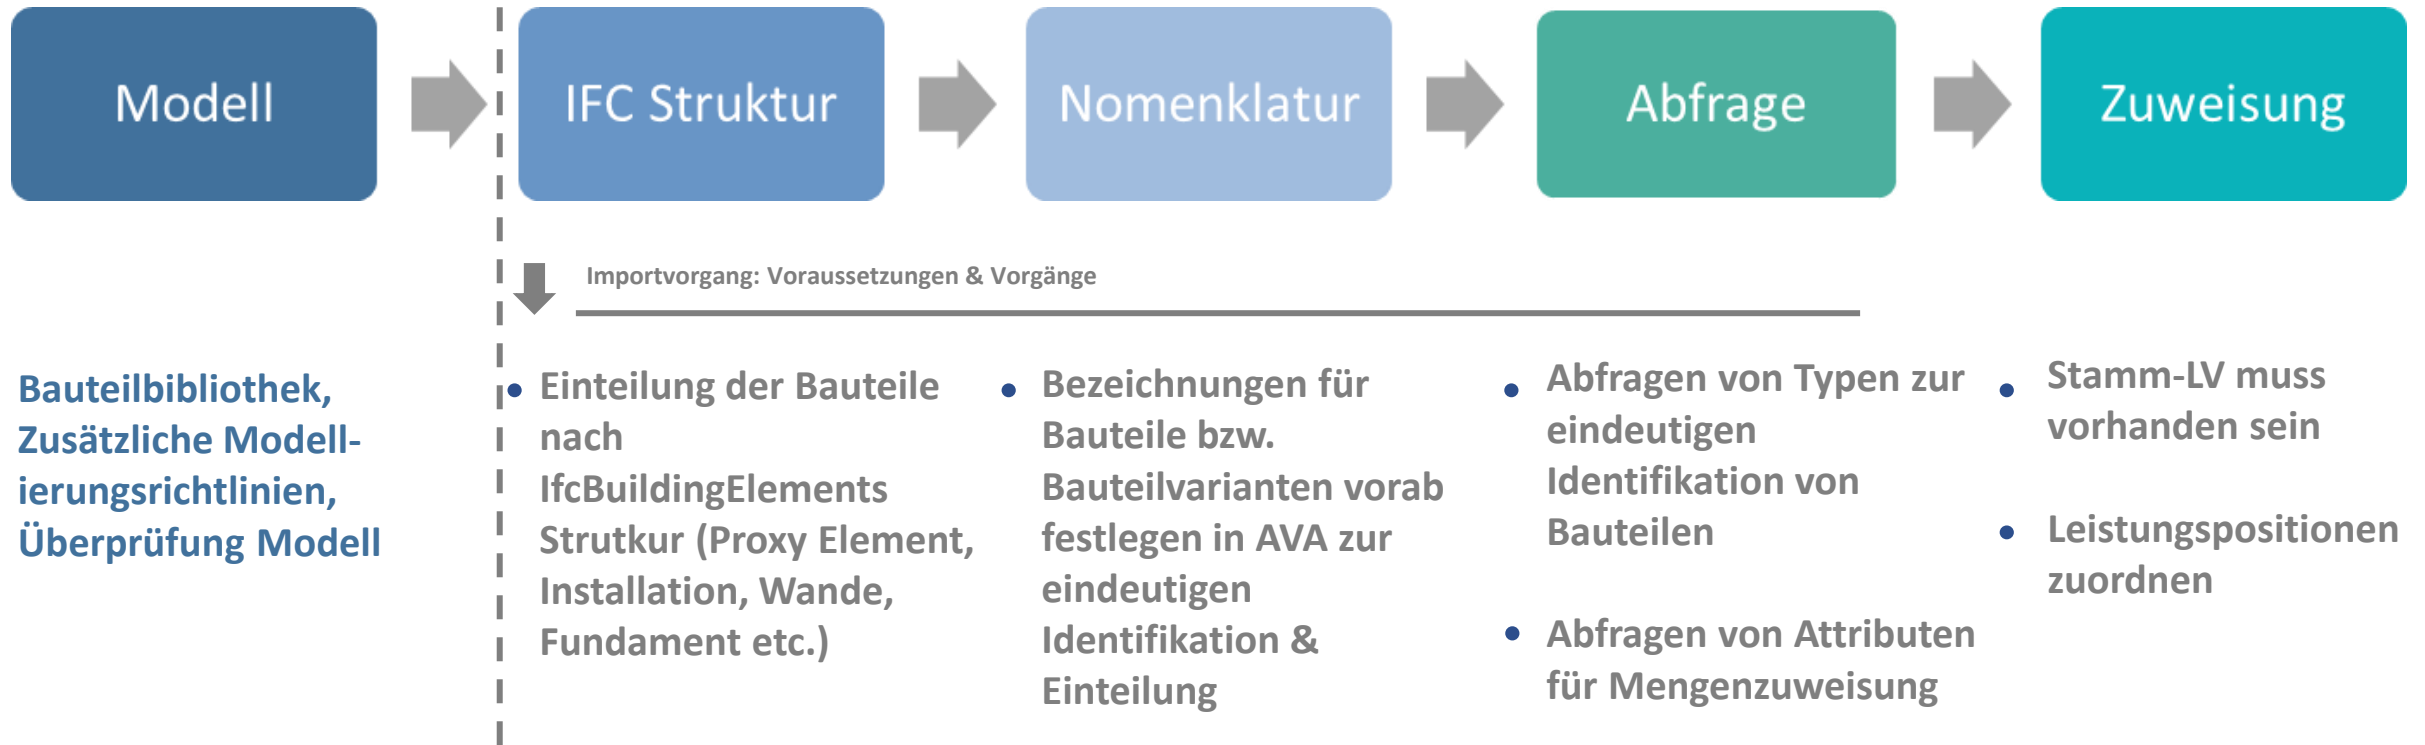 Modell
IFC Struktur
Nomenklatur
Abfrage
Zuweisung
Importvorgang: Voraussetzungen & Vorgänge
Bauteilbibliothek,
Zusätzliche Modell-
ierungsrichtlinien,
Überprüfung Modell
• Einteilung der Bauteile
nach
IfcBuildingElements
Strutkur (Proxy Element,
Installation, Wande,
Fundament etc.)
• Bezeichnungen für
Bauteile bzw.
Bauteilvarianten vorab
festlegen in AVA zur
eindeutigen
Identifikation &
Einteilung
• Abfragen von Typen zur
eindeutigen
Identifikation von
Bauteilen
• Abfragen von Attributen
für Mengenzuweisung
• Stamm-LV muss
vorhanden sein
• Leistungspositionen
zuordnen